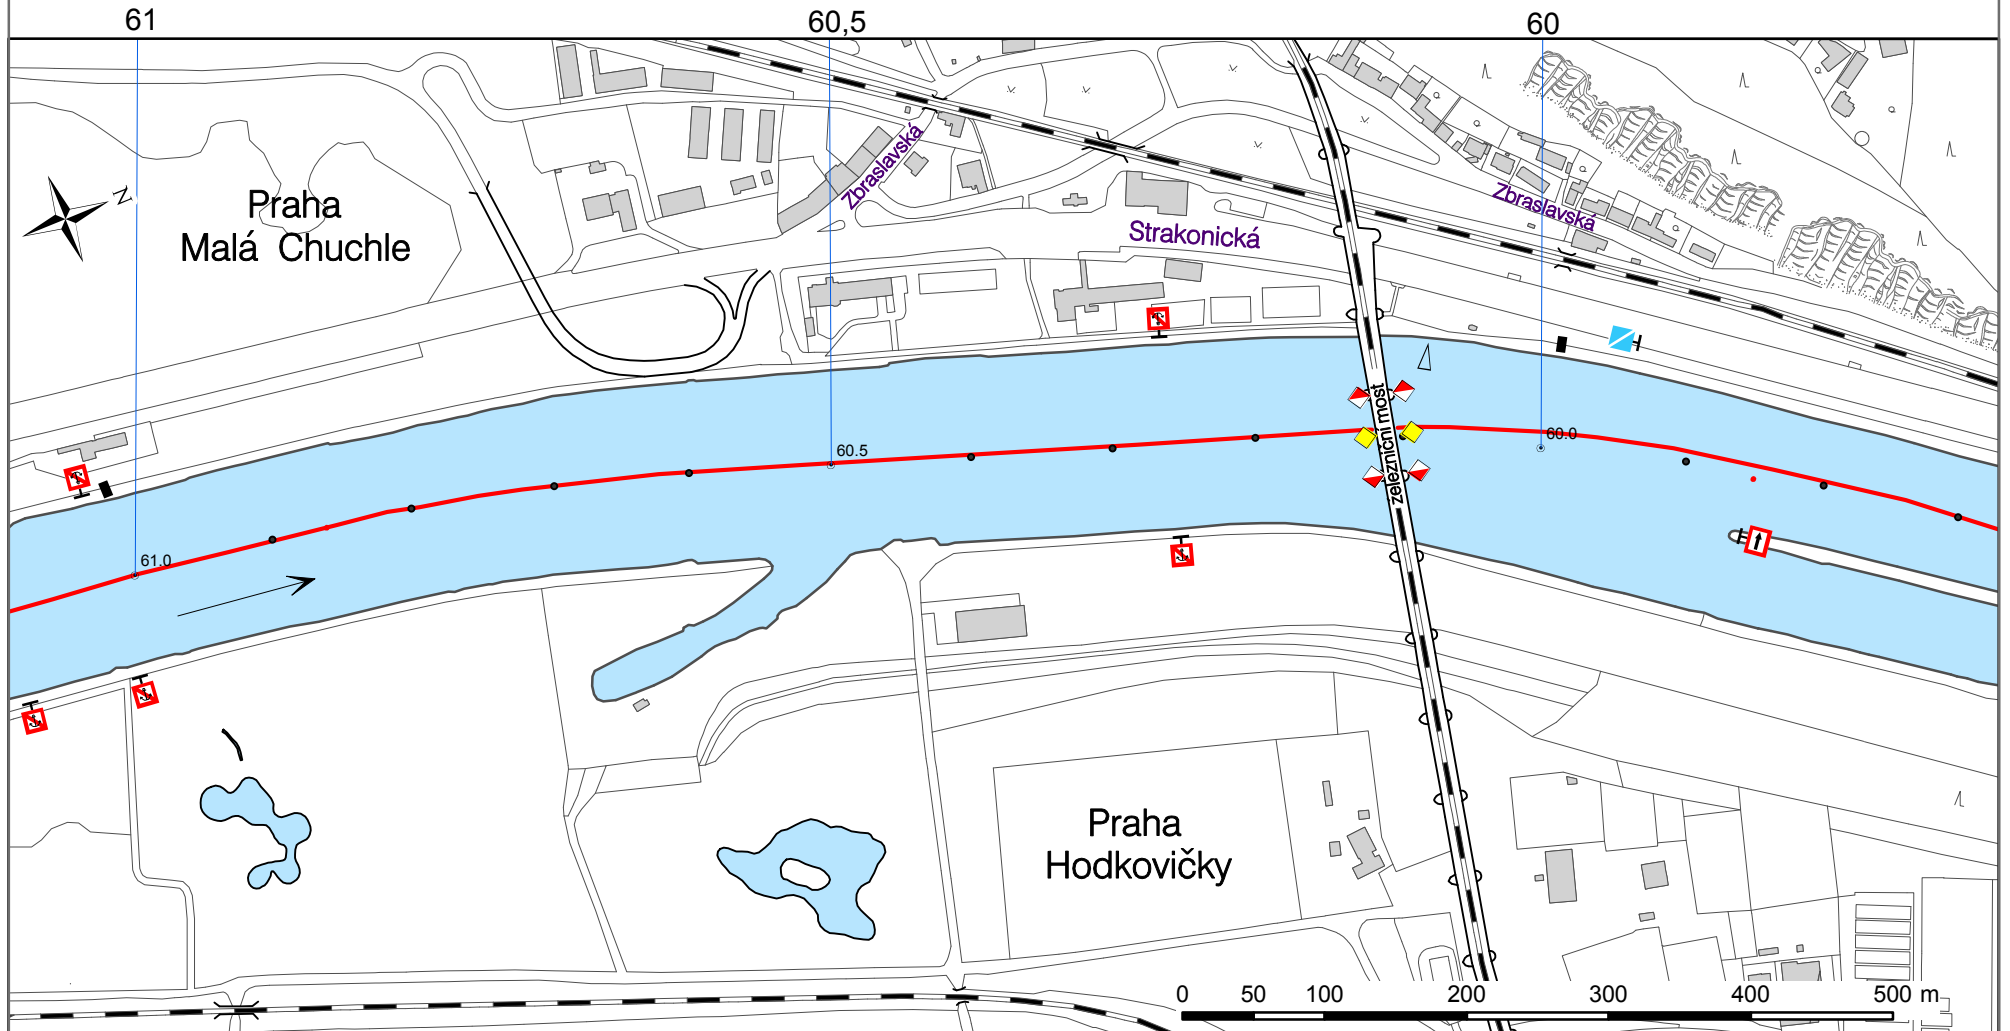 61
60,5
60
Zbraslavská
N
Praha
Malá Chuchle
Strakonická
Zbraslavská
železniční most
60.0
60.5
61.0
Praha
Hodkovičky
0 50 100 200 300 400 500 m